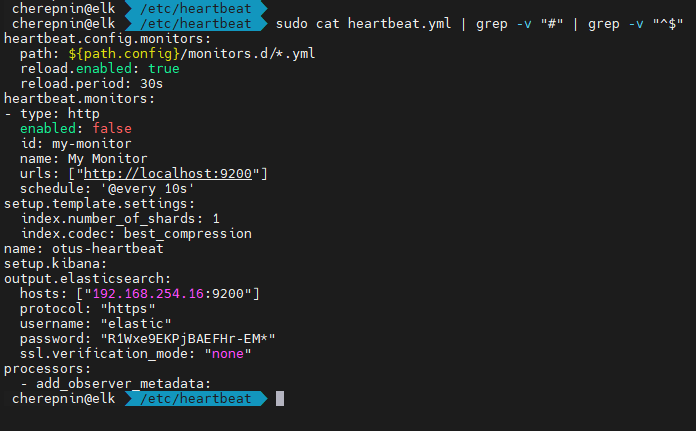 cherepnin@elk /etc/heartbeat
cherepnin@elk /etc/heartbeat sudo cat heartbeat.yml | grep -v "#" | grep -v "^$"
heartbeat.config.monitors:
  path: ${path.config}/monitors.d/*.yml
  reload.enabled: true
  reload.period: 30s
heartbeat.monitors:
- type: http
  enabled: false
  id: my-monitor
  name: My Monitor
  urls: ["http://localhost:9200"]
  schedule: '@every 10s'
setup.template.settings:
  index.number_of_shards: 1
  index.codec: best_compression
name: otus-heartbeat
setup.kibana:
output.elasticsearch:
  hosts: ["192.168.254.16:9200"]
  protocol: "https"
  username: "elastic"
  password: "R1Wxe9EKPjBAEFHr-EM*"
  ssl.verification_mode: "none"
processors:
  - add_observer_metadata:
cherepnin@elk /etc/heartbeat